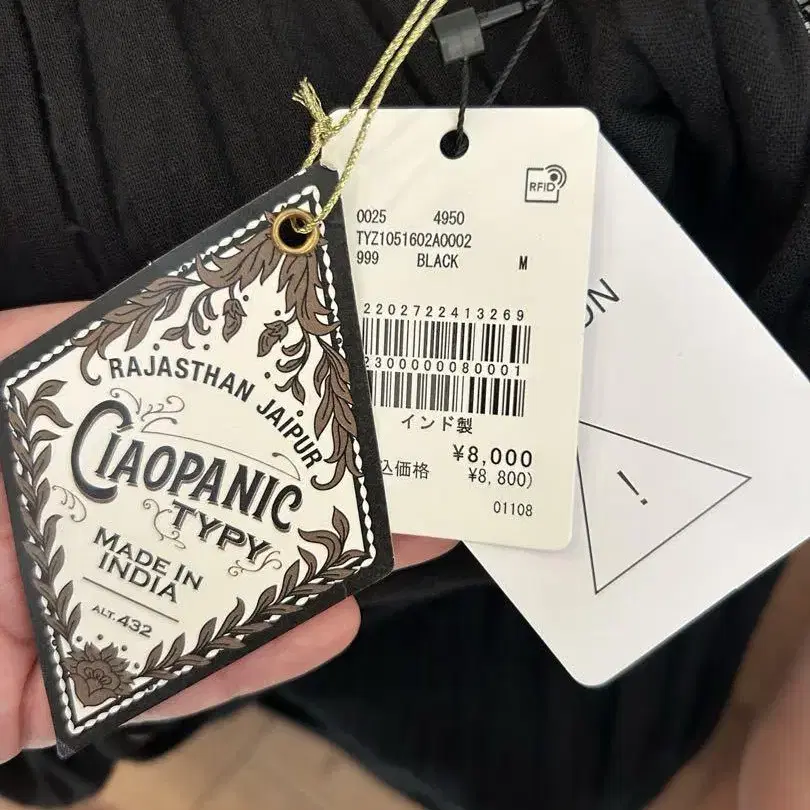 RAJASTHAN JAIPUR
CIAOPANIC
TYPY
MADE IN
INDIA
ALT.432
RFID
0025 4950
TYZ1051602A0002
999 BLACK M
2202722413269
2300000080001
インド製
¥8,000
込価格 ¥8,800)
01108
ON
!